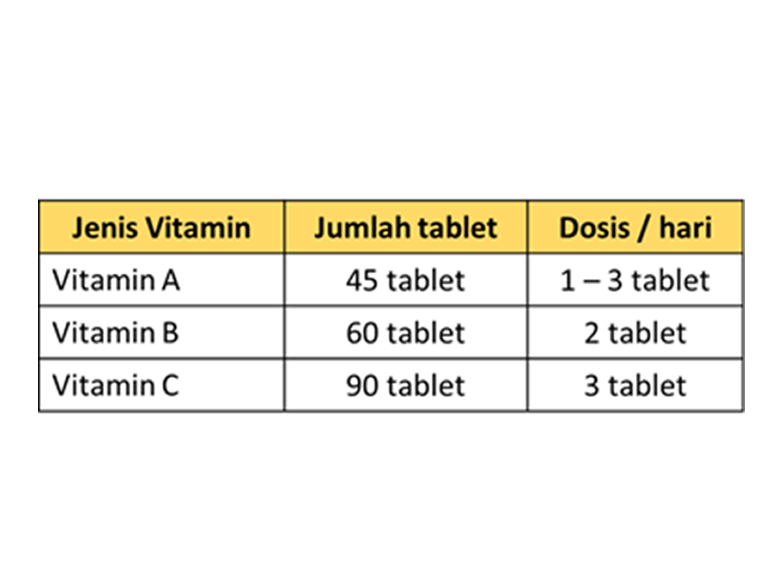 Jenis Vitamin Jumlah tablet Dosis / hari
Vitamin A 45 tablet 1 – 3 tablet
Vitamin B 60 tablet 2 tablet
Vitamin C 90 tablet 3 tablet